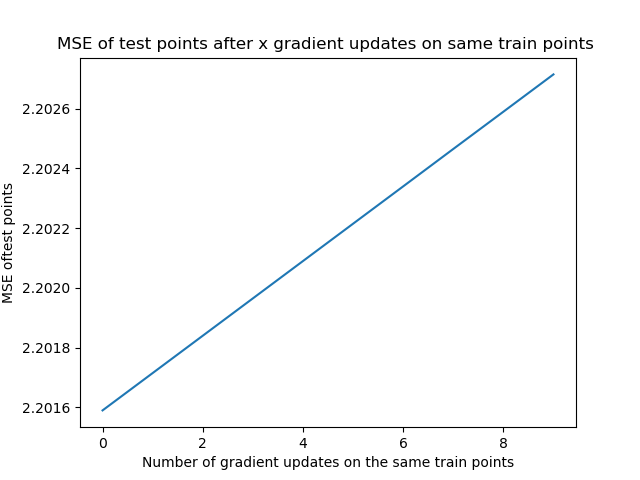 MSE of test points after x gradient updates on same train points
2.2026
2.2024
2.2022
2.2020
2.2018
2.2016
MSE oftest points
0 2 4 6 8
Number of gradient updates on the same train points